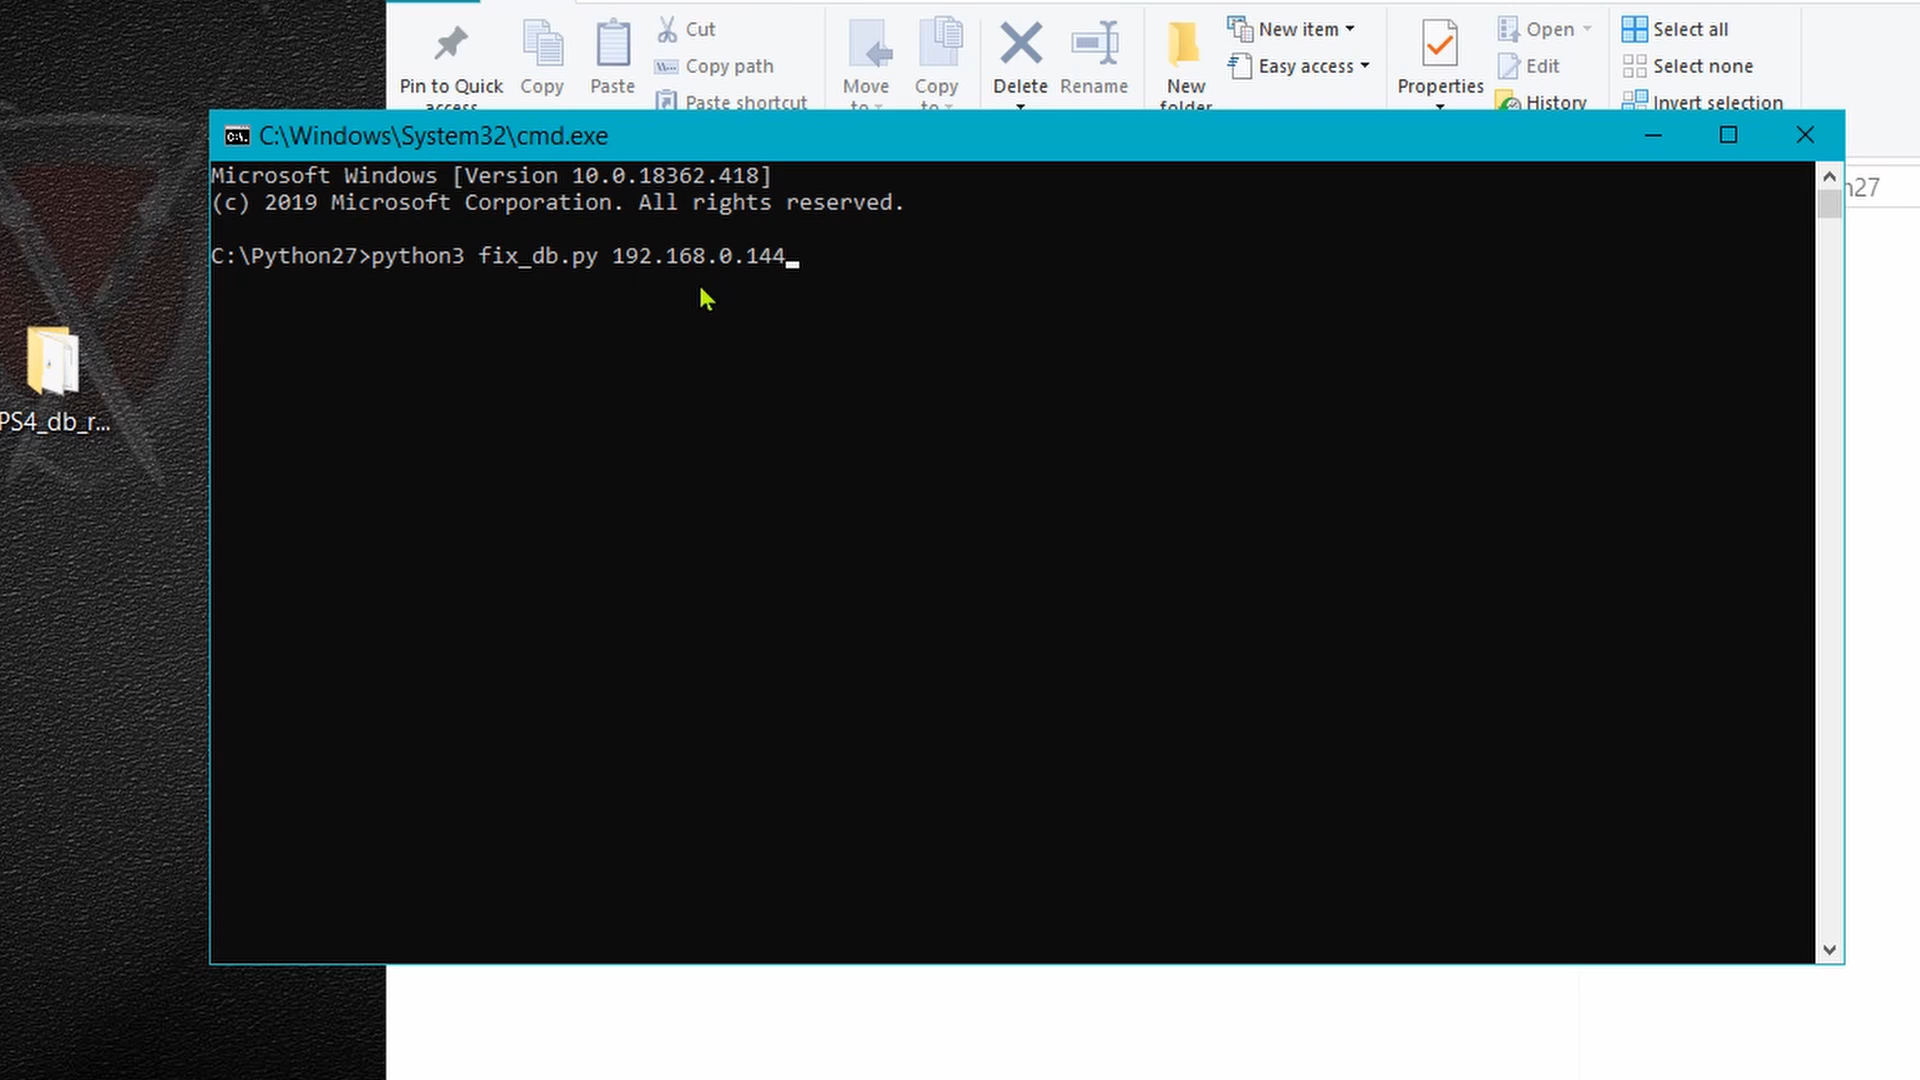 Pin to Quick
access
Copy
Paste
Cut
Copy path
Paste shortcut
Move
to
Copy
to
Delete
Rename
New
folder
New item
Easy access
Properties
Open
Edit
History
Select all
Select none
Invert selection
C:\Windows\System32\cmd.exe
n27
Microsoft Windows [Version 10.0.18362.418]
(c) 2019 Microsoft Corporation. All rights reserved.
C:\Python27>python3 fix_db.py 192.168.0.144
PS4_db_r...